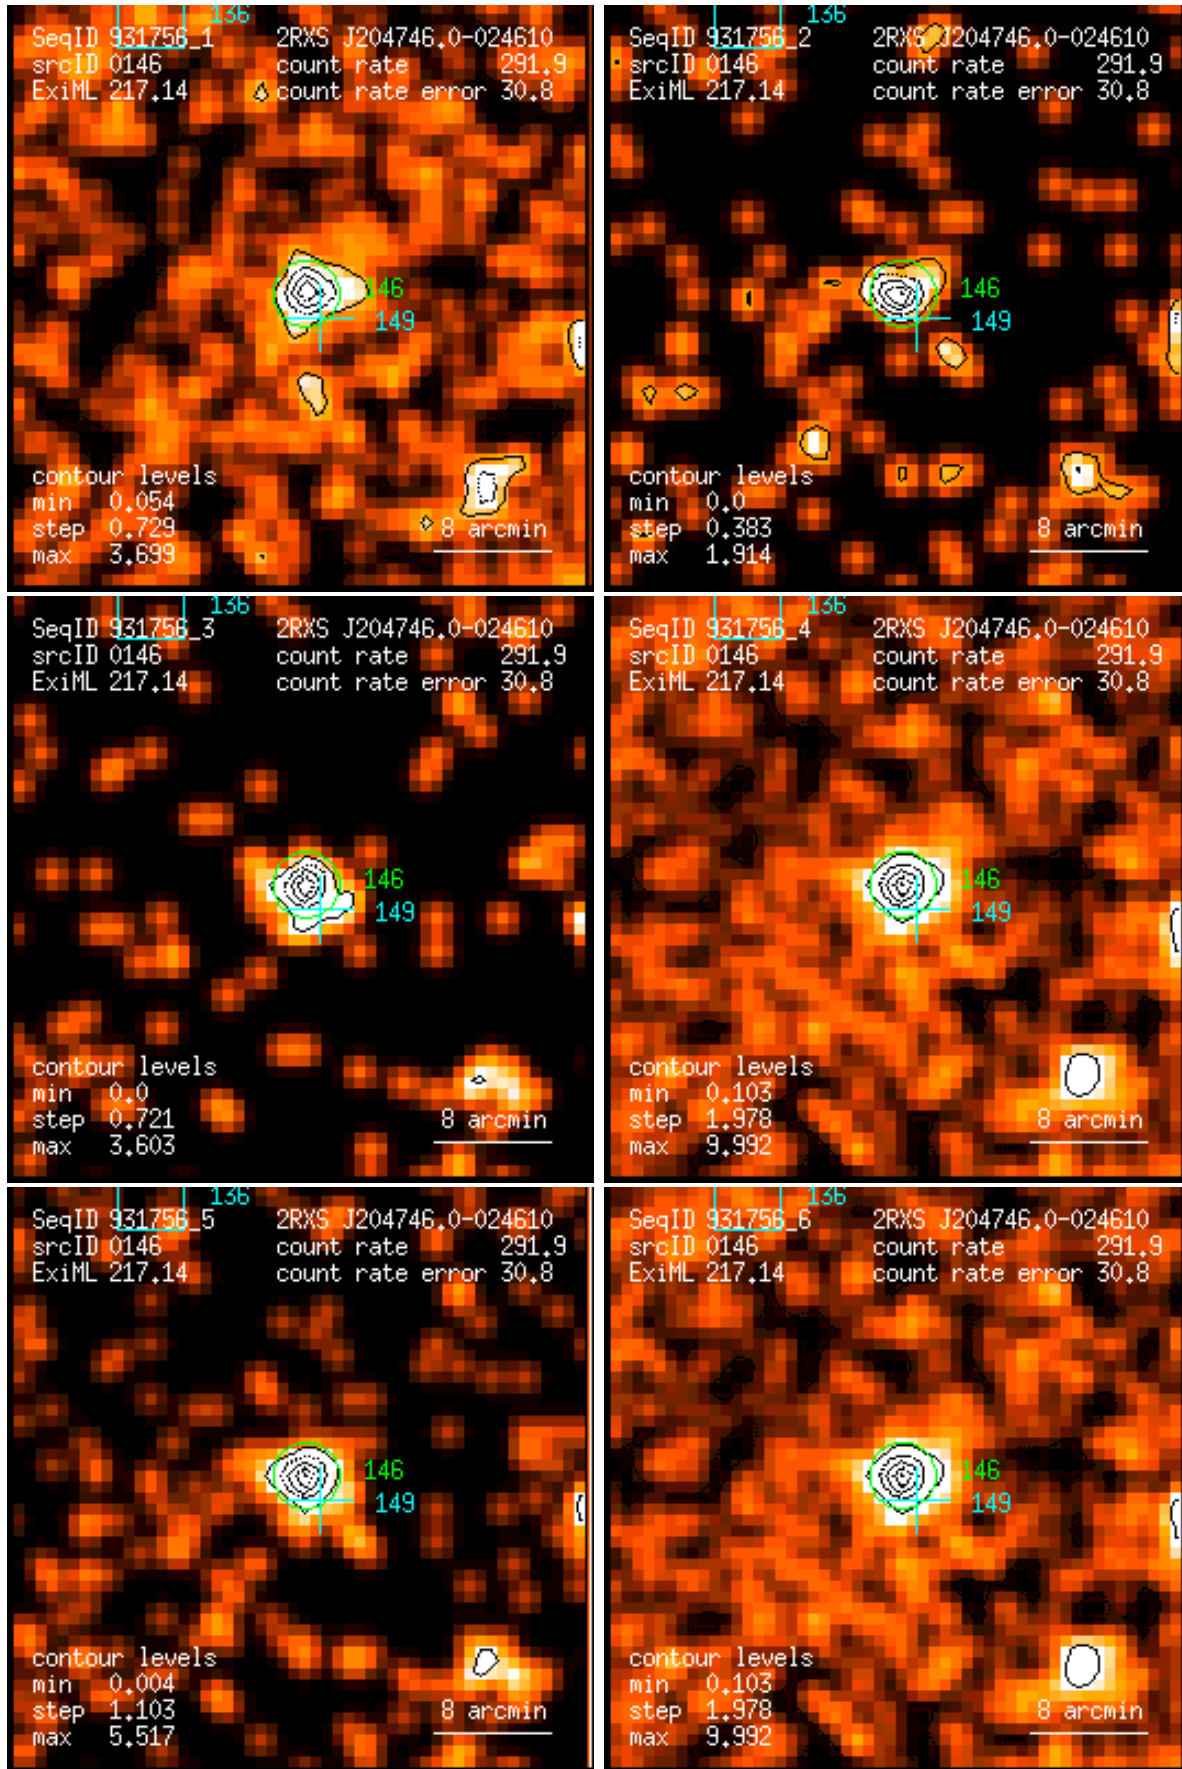 136
SeqID 931756_1 2RXS J204746.0-024610
srcID 0146 count rate 291.9
ExiML 217.14 count rate error 30.8
146
149
contour levels
min 0.054
step 0.729 8 arcmin
max 3.699
136
SeqID 931756_2 2RXS J204746.0-024610
srcID 0146 count rate 291.9
ExiML 217.14 count rate error 30.8
146
149
contour levels
min 0.0
step 0.383 8 arcmin
max 1.914
136
SeqID 931756_3 2RXS J204746.0-024610
srcID 0146 count rate 291.9
ExiML 217.14 count rate error 30.8
146
149
contour levels
min 0.0
step 0.721 8 arcmin
max 3.603
136
SeqID 931756_4 2RXS J204746.0-024610
srcID 0146 count rate 291.9
ExiML 217.14 count rate error 30.8
146
149
contour levels
min 0.103
step 1.978 8 arcmin
max 9.992
136
SeqID 931756_5 2RXS J204746.0-024610
srcID 0146 count rate 291.9
ExiML 217.14 count rate error 30.8
146
149
contour levels
min 0.004
step 1.103 8 arcmin
max 5.517
136
SeqID 931756_6 2RXS J204746.0-024610
srcID 0146 count rate 291.9
ExiML 217.14 count rate error 30.8
146
149
contour levels
min 0.103
step 1.978 8 arcmin
max 9.992